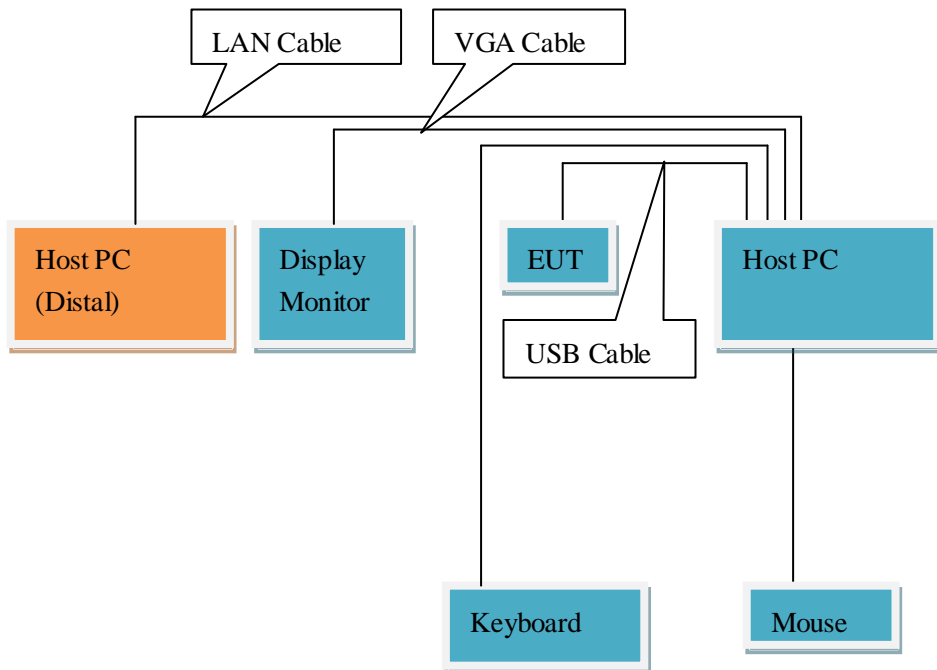 LAN Cable
VGA Cable
Host PC
(Distal)
Display
Monitor
EUT
Host PC
USB Cable
Keyboard
Mouse